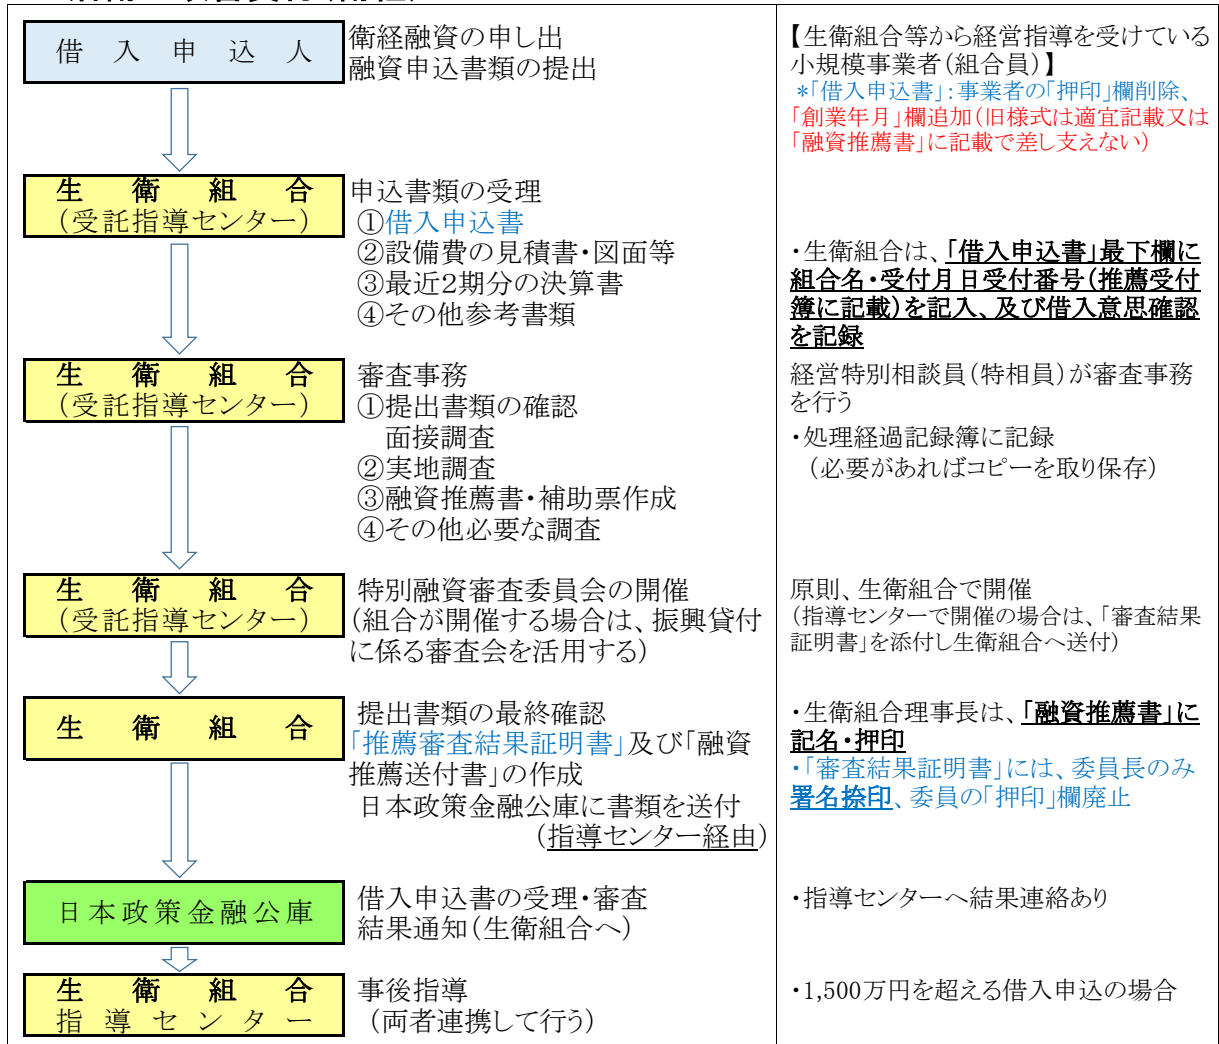 借入申込人
衛経融資の申し出
融資申込書類の提出
【生衛組合等から経営指導を受けている
小規模事業者(組合員)】
*「借入申込書」:事業者の「押印」欄削除、
「創業年月」欄追加(旧様式は適宜記載又は
「融資推薦書」に記載で差し支えない)
生衛組合
(受託指導センター)
申込書類の受理
①借入申込書
②設備費の見積書・図面等
③最近2期分の決算書
④その他参考書類
・生衛組合は、「借入申込書」最下欄に
組合名・受付月日受付番号(推薦受付
簿に記載)を記入、及び借入意思確認
を記録
生衛組合
(受託指導センター)
審査事務
①提出書類の確認
面接調査
②実地調査
③融資推薦書・補助票作成
④その他必要な調査
経営特別相談員(特相員)が審査事務
を行う
・処理経過記録簿に記録
(必要があればコピーを取り保存)
生衛組合
(受託指導センター)
特別融資審査委員会の開催
(組合が開催する場合は、振興貸付
に係る審査会を活用する)
原則、生衛組合で開催
(指導センターで開催の場合は、「審査結果
証明書」を添付し生衛組合へ送付)
生衛組合
提出書類の最終確認
「推薦審査結果証明書」及び「融資
推薦送付書」の作成
日本政策金融公庫に書類を送付
(指導センター経由)
・生衛組合理事長は、「融資推薦書」に
記名・押印
・「審査結果証明書」には、委員長のみ
署名捺印、委員の「押印」欄廃止
日本政策金融公庫
借入申込書の受理・審査
結果通知(生衛組合へ)
・指導センターへ結果連絡あり
生衛組合
指導センター
事後指導
(両者連携して行う)
・1,500万円を超える借入申込の場合